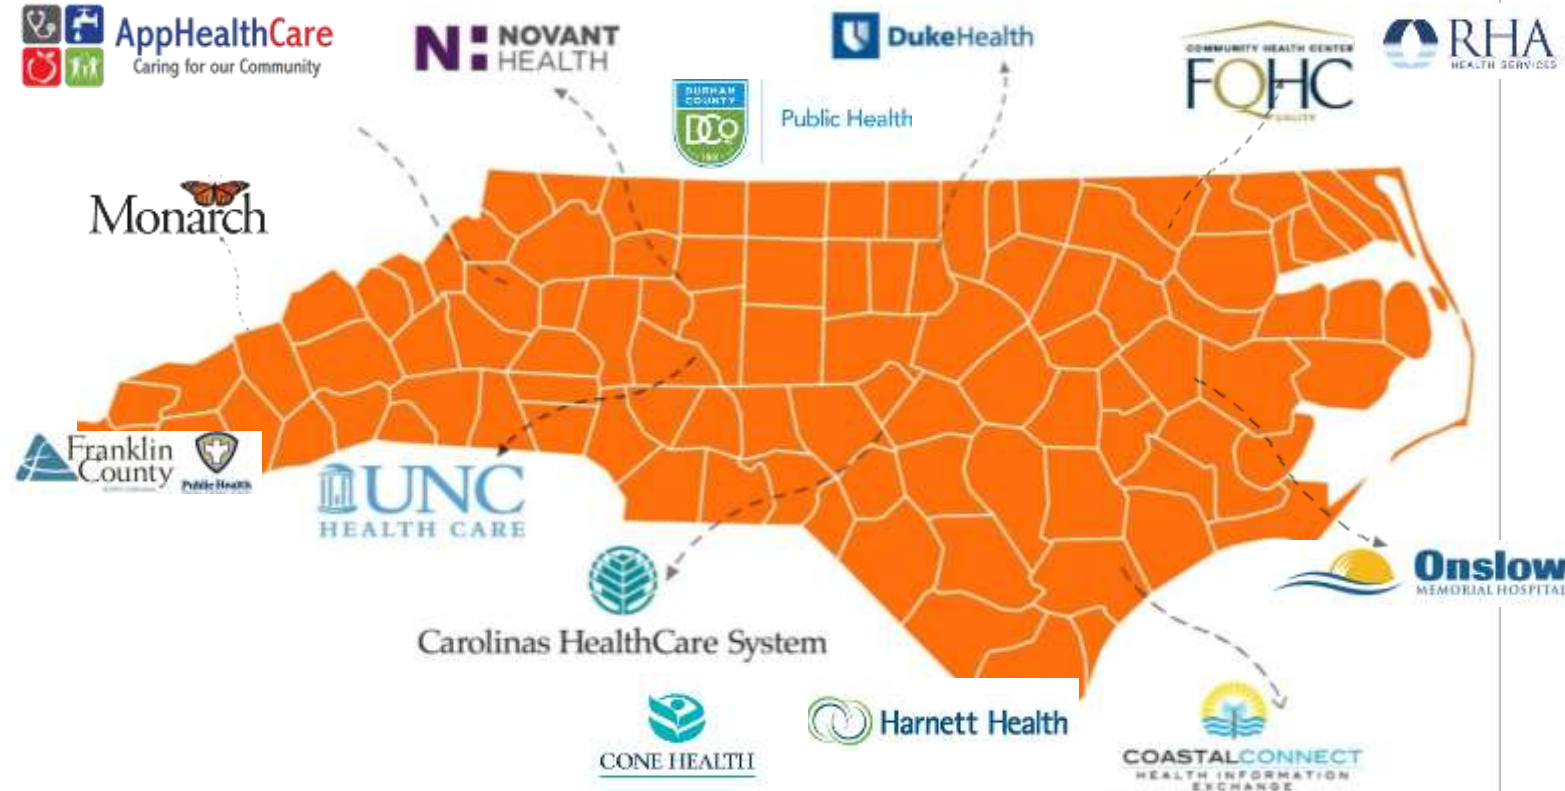 AppHealthCare
Caring for our Community
NOVANT
HEALTH
DukeHealth
COMMUNITY HEALTH CENTER
FQHC
RHA
HEALTH SERVICES
DURHAM
COUNTY
DCo
Public Health
Monarch
Franklin
County
Public Health
UNC
HEALTH CARE
Onslow
MEMORIAL HOSPITAL
Carolinas HealthCare System
CONE HEALTH
Harnett Health
COASTALCONNECT
HEALTH INFORMATION
EXCHANGE